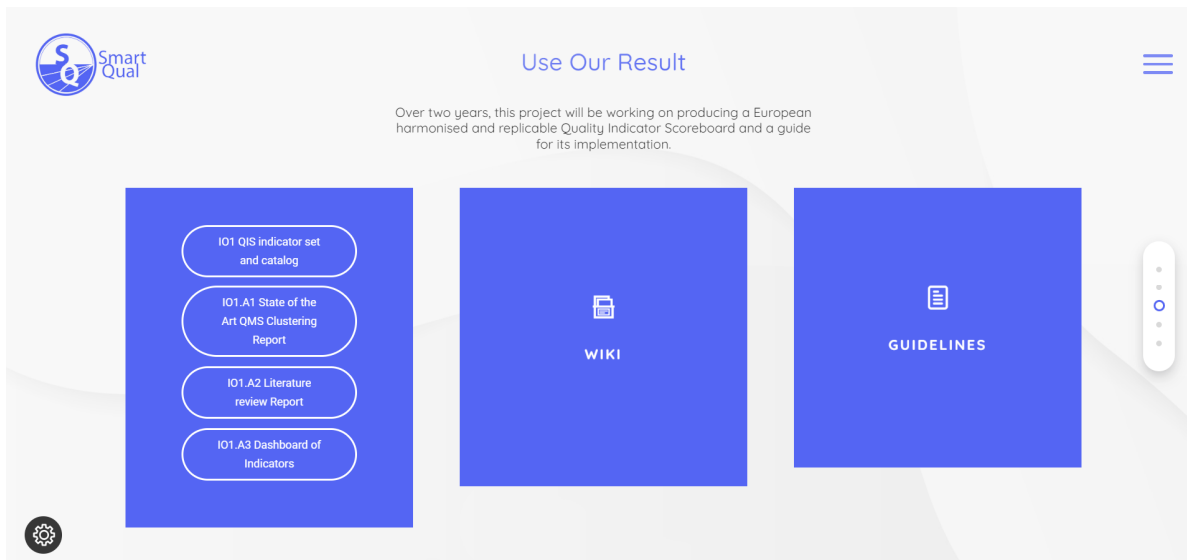 S
Q
Smart
Qual
Use Our Result
Over two years, this project will be working on producing a European
harmonised and replicable Quality Indicator Scoreboard and a guide
for its implementation.
IO1 QIS indicator set
and catalog
IO1.A1 State of the
Art QMS Clustering
Report
IO1.A2 Literature
review Report
IO1.A3 Dashboard of
Indicators
WIKI
GUIDELINES